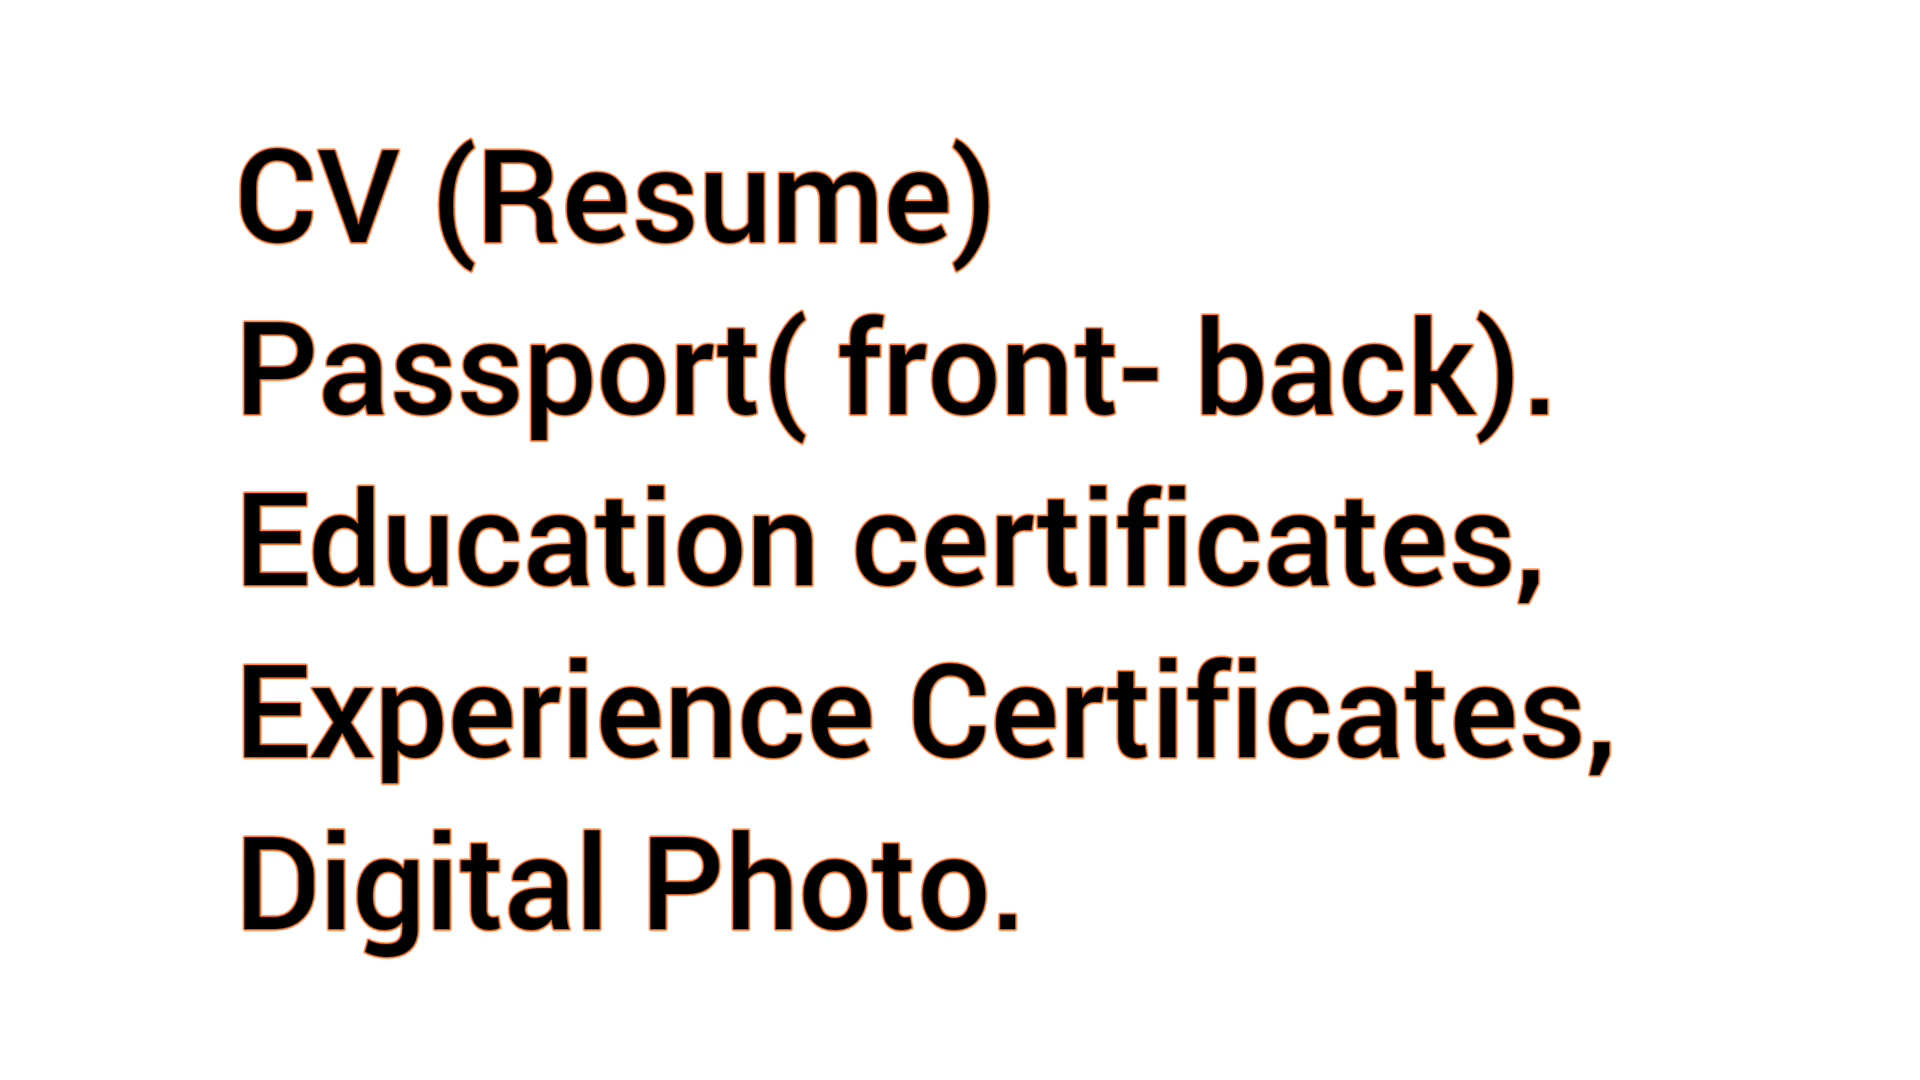 CV (Resume)
Passport( front- back).
Education certificates,
Experience Certificates,
Digital Photo.